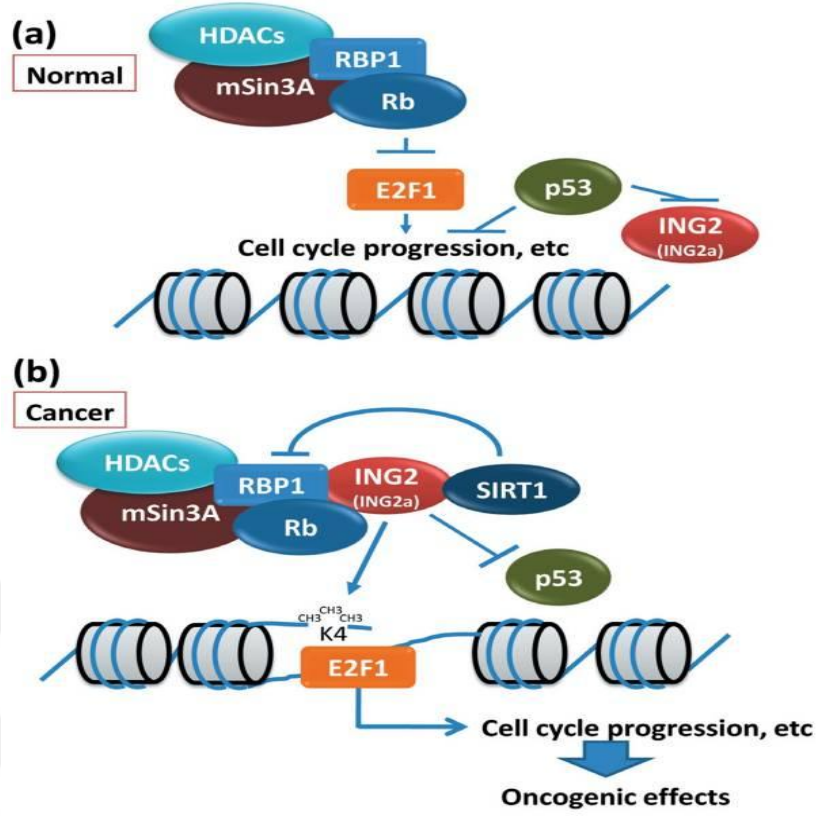 (a)
Normal
HDACs
RBP1
mSin3A
Rb
E2F1
p53
ING2
(ING2a)
Cell cycle progression, etc
(b)
Cancer
HDACs
RBP1
ING2
(ING2a)
SIRT1
mSin3A
Rb
p53
CH3 CH3 CH3
K4
E2F1
Cell cycle progression, etc
Oncogenic effects